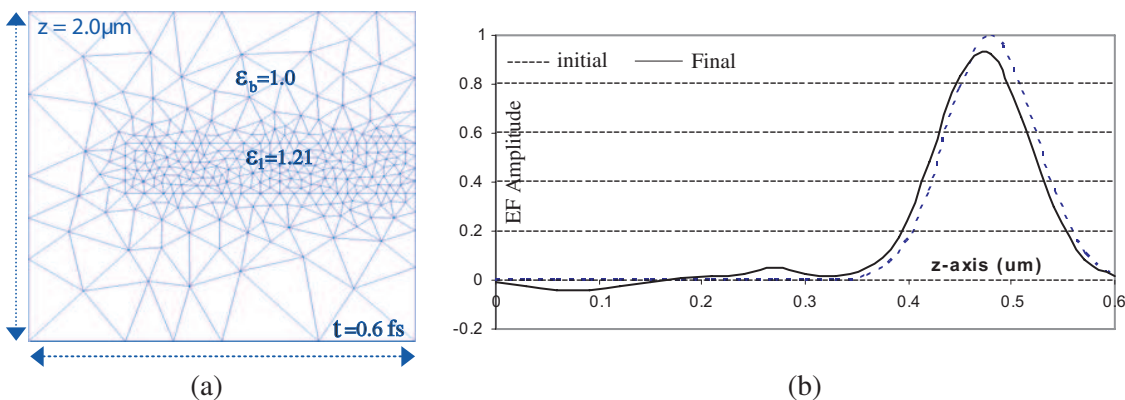 z = 2.0µm
εb=1.0
ε1=1.21
t=0.6 fs
(a)
initial
Final
EF Amplitude
1
0.8
0.6
0.4
0.2
0
-0.2
0
0.1
0.2
0.3
0.4
0.5
0.6
z-axis (um)
(b)